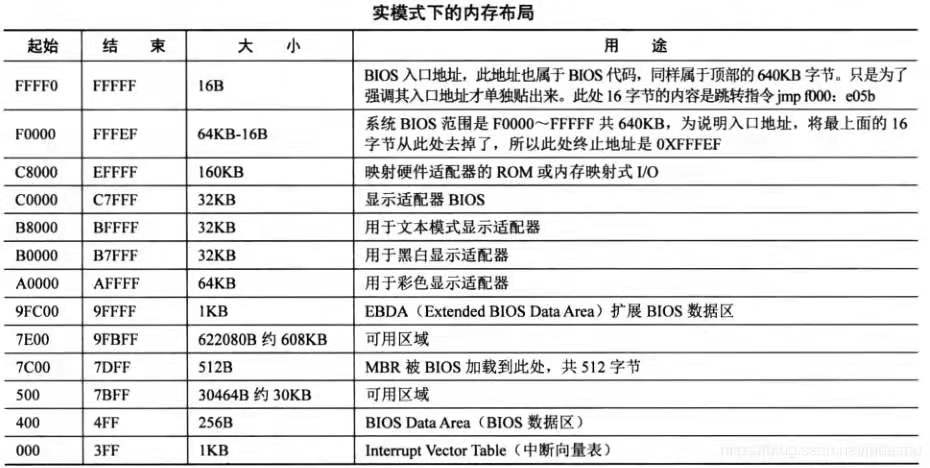 实模式下的内存布局
起始 结 束 大 小 用 途
FFFF0 FFFFF 16B BIOS 入口地址，此地址也属于 BIOS 代码，同样属于顶部的 640KB 字节。只是为了
强调其入口地址才单独贴出来。此处 16 字节的内容是跳转指令 jmp f000：e05b
F0000 FFFEF 64KB-16B 系统 BIOS 范围是 F0000～FFFFF 共 640KB，为说明入口地址，将最上面的 16
字节从此处去掉了，所以此处终止地址是 0XFFFEF
C8000 EFFFF 160KB 映射硬件适配器的 ROM 或内存映射式 I/O
C0000 C7FFF 32KB 显示适配器 BIOS
B8000 BFFFF 32KB 用于文本模式显示适配器
B0000 B7FFF 32KB 用于黑白显示适配器
A0000 AFFFF 64KB 用于彩色显示适配器
9FC00 9FFFF 1KB EBDA（Extended BIOS Data Area）扩展 BIOS 数据区
7E00 9FBFF 622080B 约 608KB 可用区域
7C00 7DFF 512B MBR 被 BIOS 加载到此处，共 512 字节
500 7BFF 30464B 约 30KB 可用区域
400 4FF 256B BIOS Data Area（BIOS 数据区）
000 3FF 1KB Interrupt Vector Table（中断向量表）